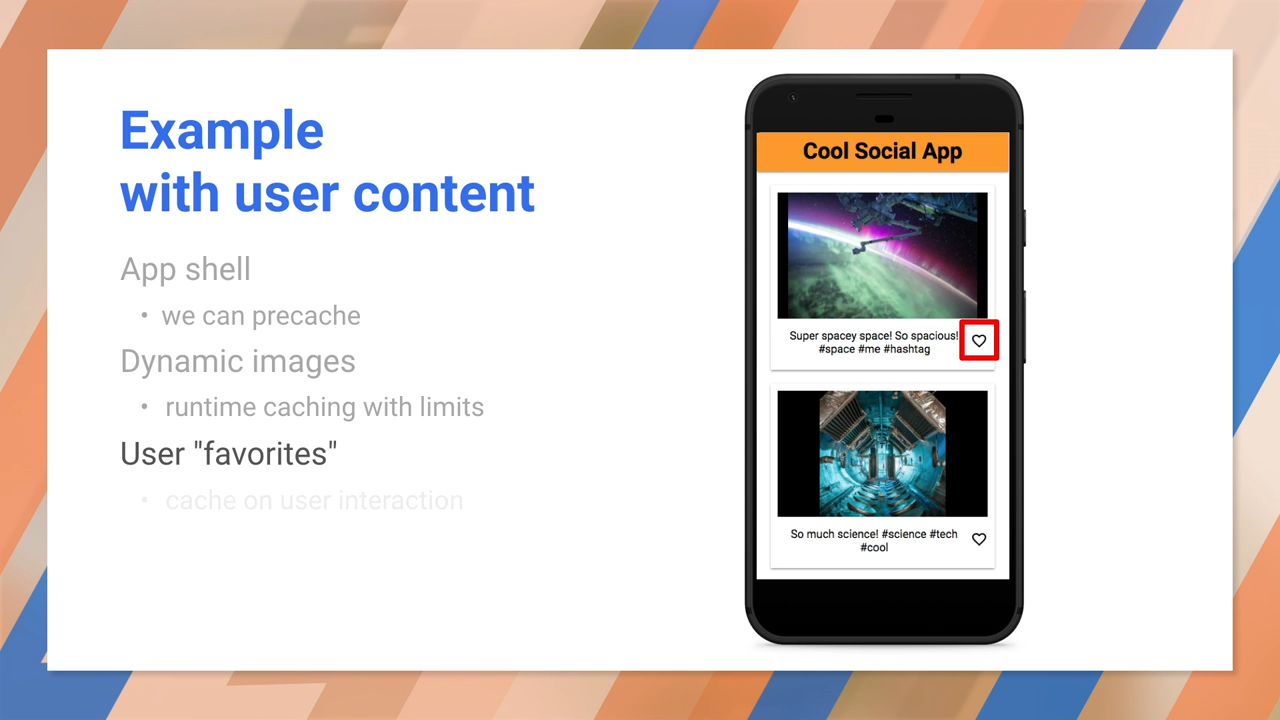 Example
with user content
App shell
• we can precache
Dynamic images
• runtime caching with limits
User "favorites"
• cache on user interaction
Cool Social App
Super spacey space! So spacious!
#space #me #hashtag
So much science! #science #tech
#cool